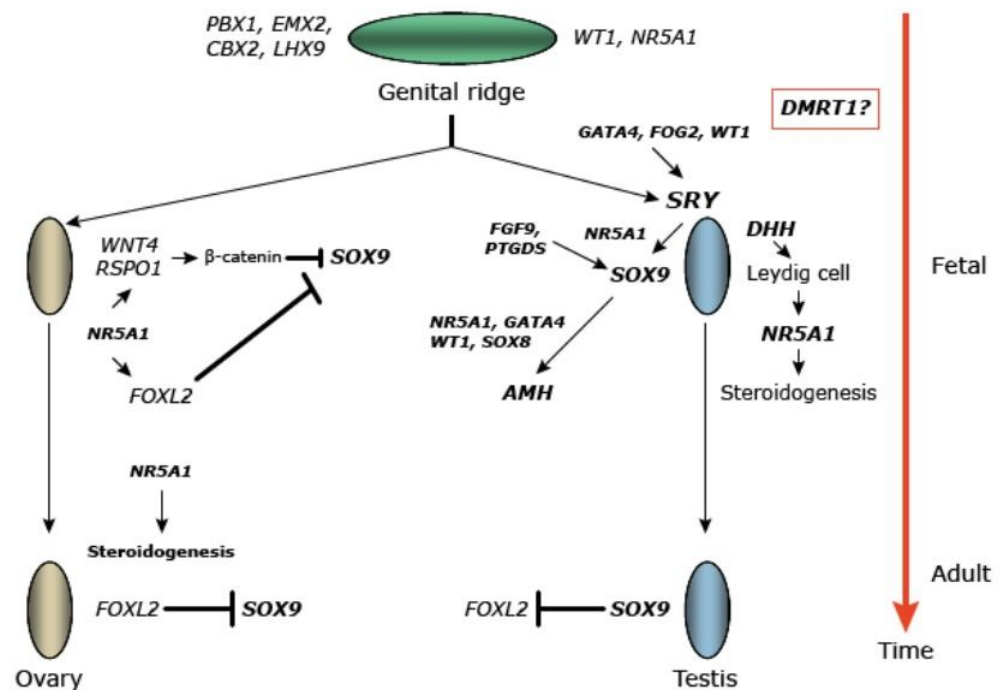 PBX1, EMX2,
CBX2, LHX9
WT1, NR5A1
Genital ridge
DMRT1?
GATA4, FOG2, WT1
SRY
WNT4
RSPO1
β-catenin
SOX9
FGF9,
PTGDS
NR5A1
SOX9
DHH
Leydig cell
Fetal
NR5A1
FOXL2
NR5A1, GATA4
WT1, SOX8
AMH
NR5A1
Steroidogenesis
NR5A1
Steroidogenesis
FOXL2
SOX9
FOXL2
SOX9
Adult
Time
Ovary
Testis